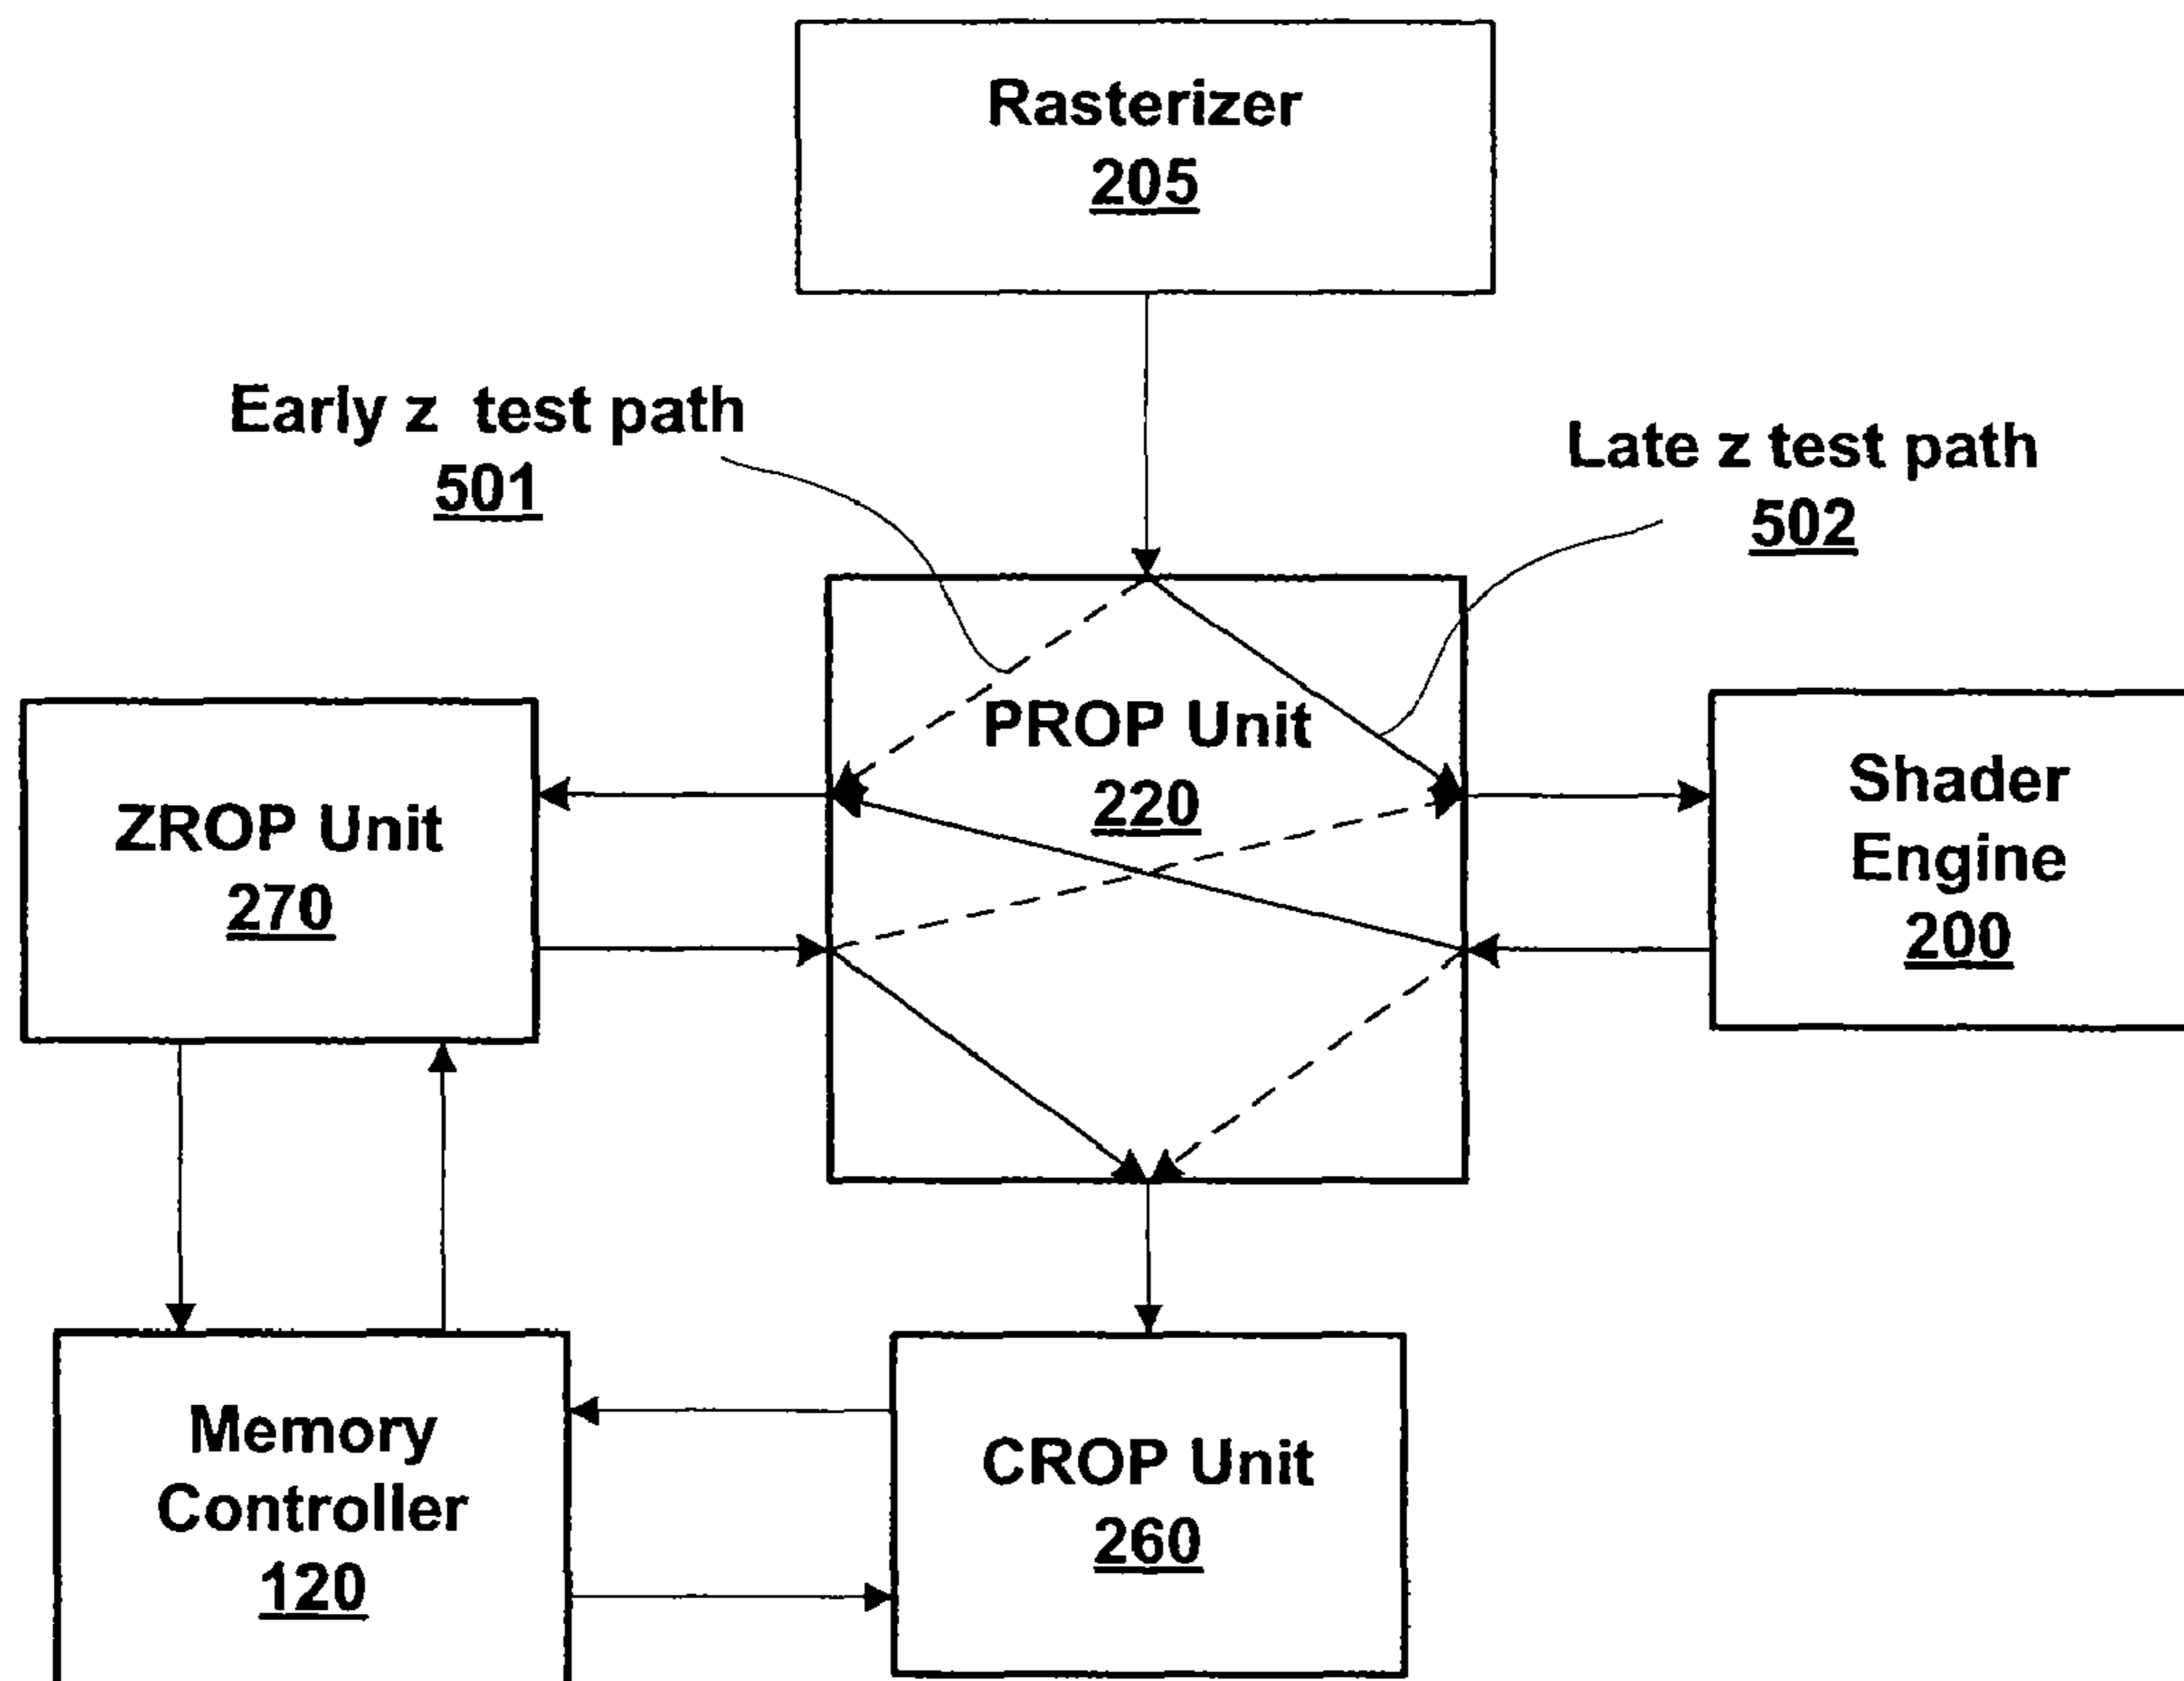 Rasterizer
205
Early z test path
501
Late z test path
502
PROP Unit
220
ZROP Unit
270
Shader
Engine
200
Memory
Controller
120
CROP Unit
260